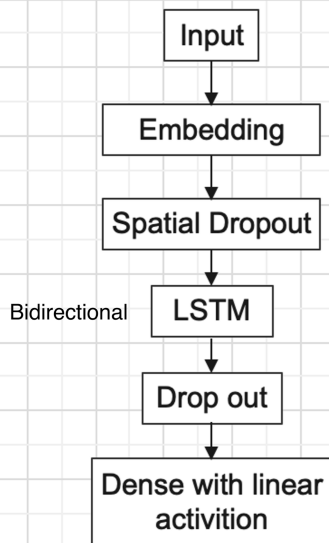 Input
Embedding
Spatial Dropout
Bidirectional
LSTM
Drop out
Dense with linear
activition